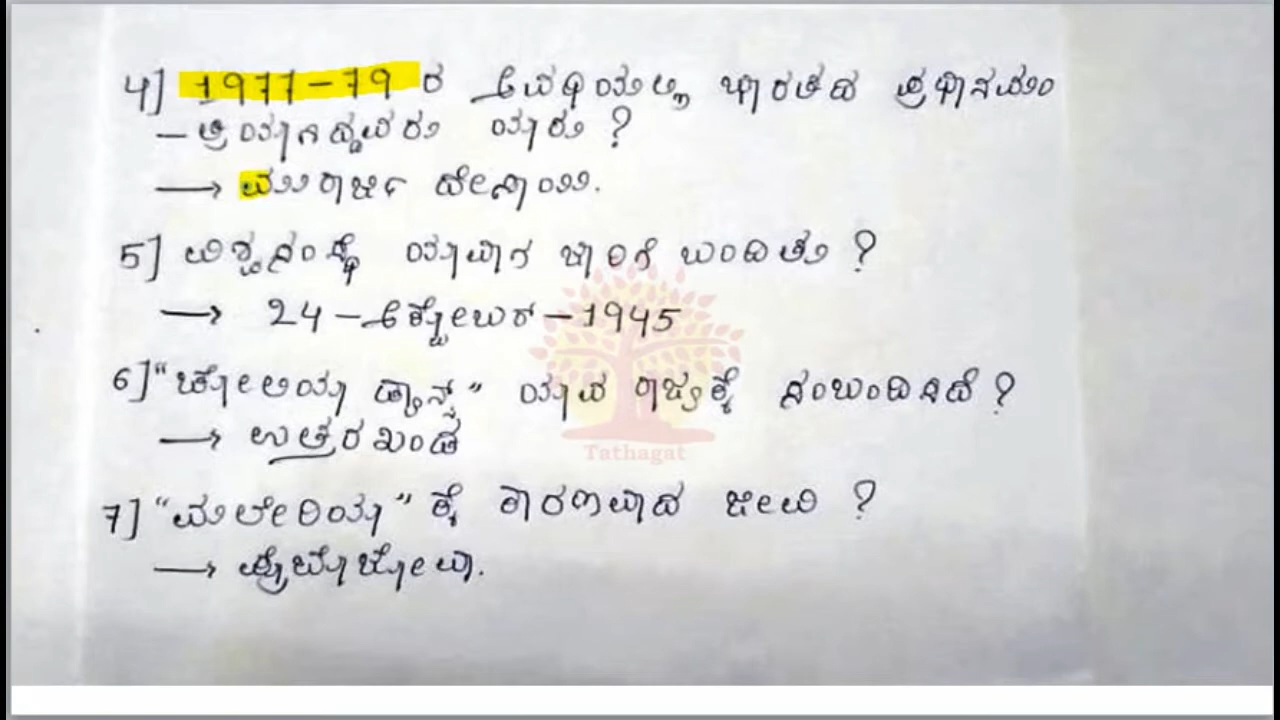 4] 1977-79 ರ ಅವಧಿಯಲ್ಲಿ ಭಾರತದ ಪ್ರಧಾನಮಂ
- ತ್ರಿಯಾಗಿದ್ದವರು ಯಾರು ?
→ ಮುರಾರ್ಜಿ ದೇಸಾಯಿ.
5] ವಿಶ್ವಸಂಸ್ಥೆ ಯಾವಾಗ ಜಾರಿಗೆ ಬಂದಿತು ?
→ 24 - ಅಕ್ಟೋಬರ್ - 1945
6] "ಚೋಲಿಯಾ ಡ್ಯಾನ್ಸ್" ಯಾವ ರಾಜ್ಯಕ್ಕೆ ಸಂಬಂದಿಸಿದೆ ?
→ ಉತ್ತರಖಂಡ
Tathagat
7] "ಮಲೇರಿಯಾ" ಕ್ಕೆ ಕಾರಣವಾದ ಜೀವಿ ?
→ ಪ್ರೊಟೊಜೋವಾ.